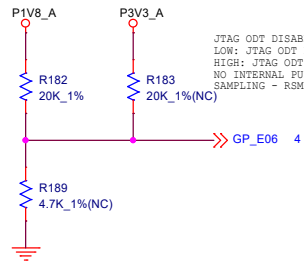 P1V8_A P3V3_A
JTAG ODT DISAB
LOW: JTAG ODT
HIGH: JTAG ODT
NO INTERNAL PU
SAMPLING - RSM
R182
20K_1%
R183
20K_1%(NC)
GP_E06 4
R189
4.7K_1%(NC)